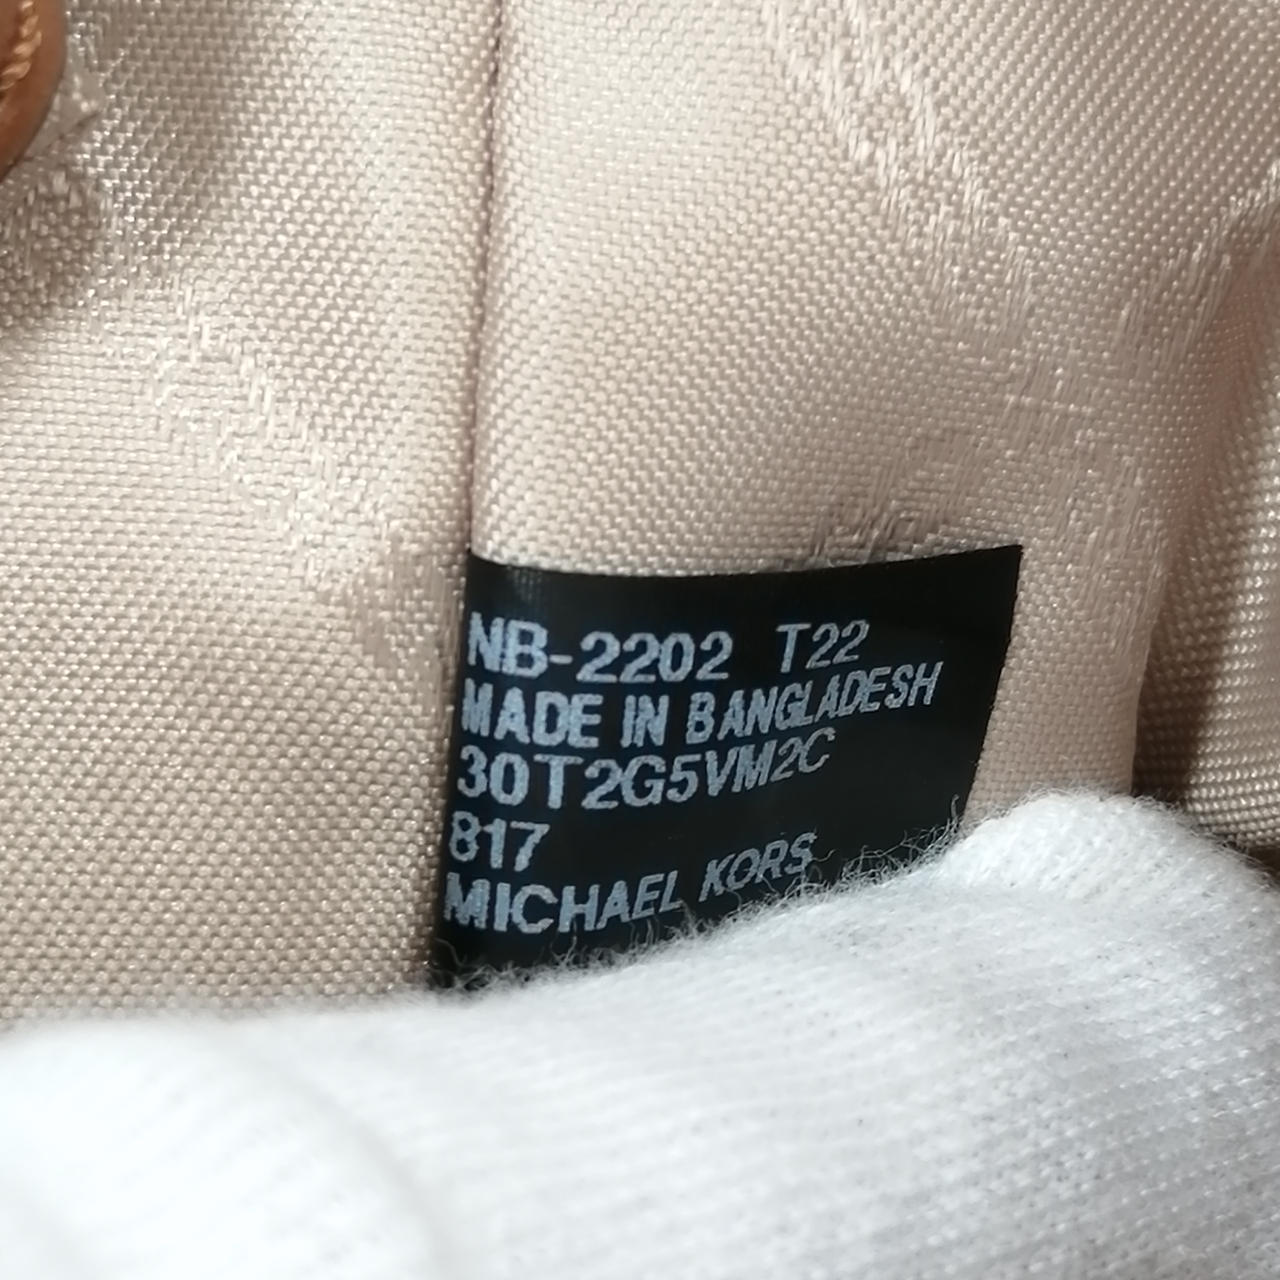 NB-2202 T22
MADE IN BANGLADESH
30T2G5VM2C
817
MICHAEL KORS